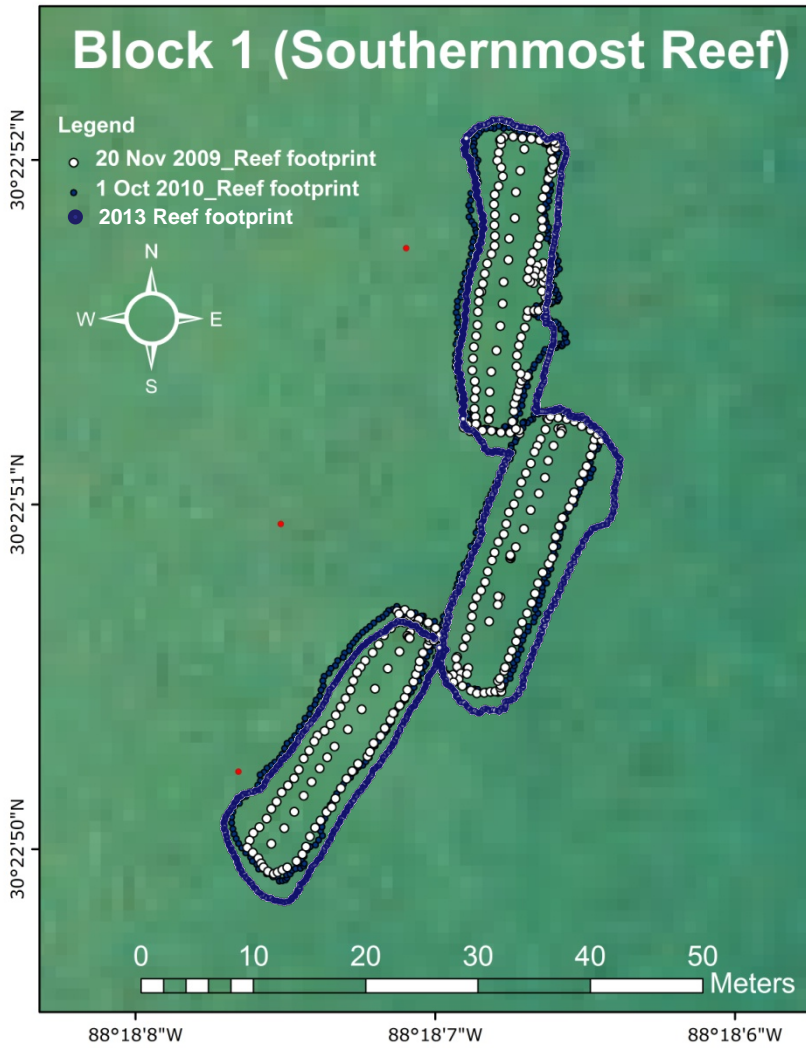 Block 1 (Southernmost Reef)
Legend
20 Nov 2009_Reef footprint
1 Oct 2010_Reef footprint
2013 Reef footprint
N
W E
S
30°22'52"N
30°22'51"N
30°22'50"N
0 10 20 30 40 50
Meters
88°18'8"W 88°18'7"W 88°18'6"W